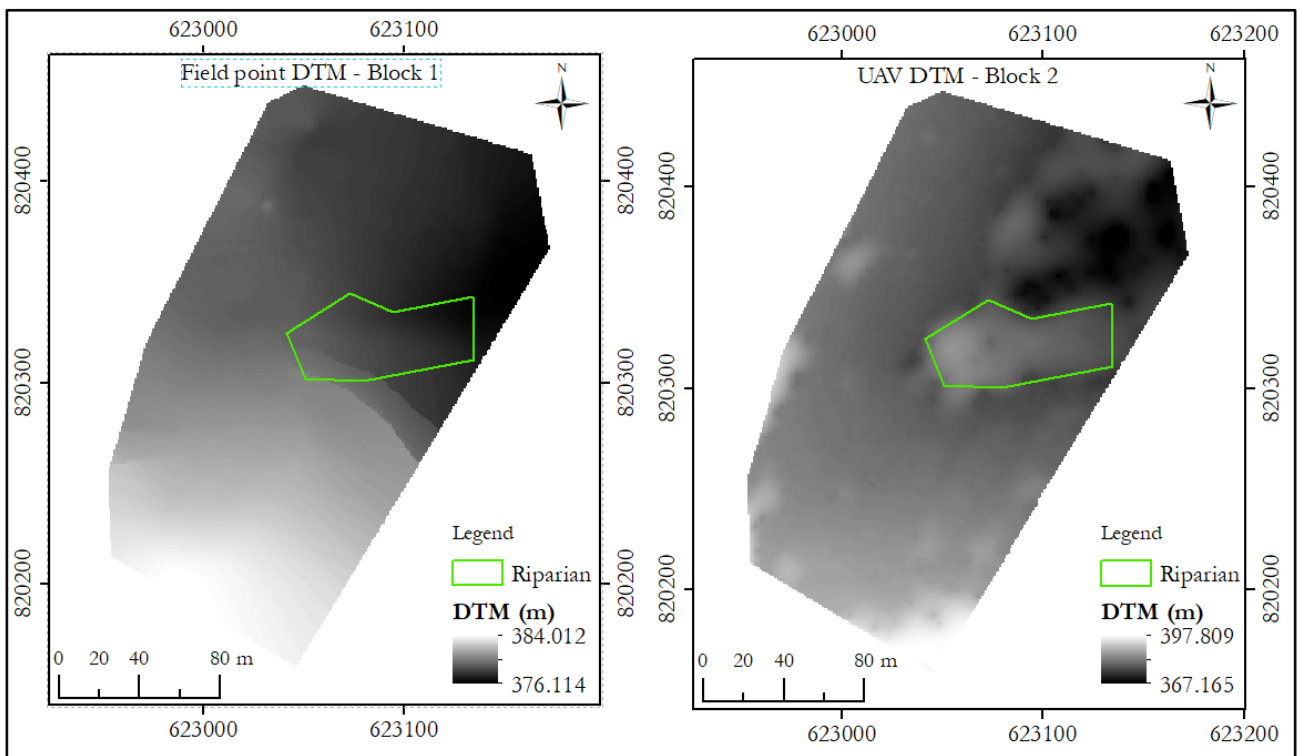 623000 623100
Field point DTM - Block 1
N
820400
820300
820200
820400
820300
820200
Legend
Riparian
DTM (m)
384.012
376.114
0 20 40 80 m
623000 623100
623000 623100 623200
UAV DTM - Block 2
N
820400
820300
820200
820400
820300
820200
Legend
Riparian
DTM (m)
397.809
367.165
0 20 40 80 m
623000 623100 623200